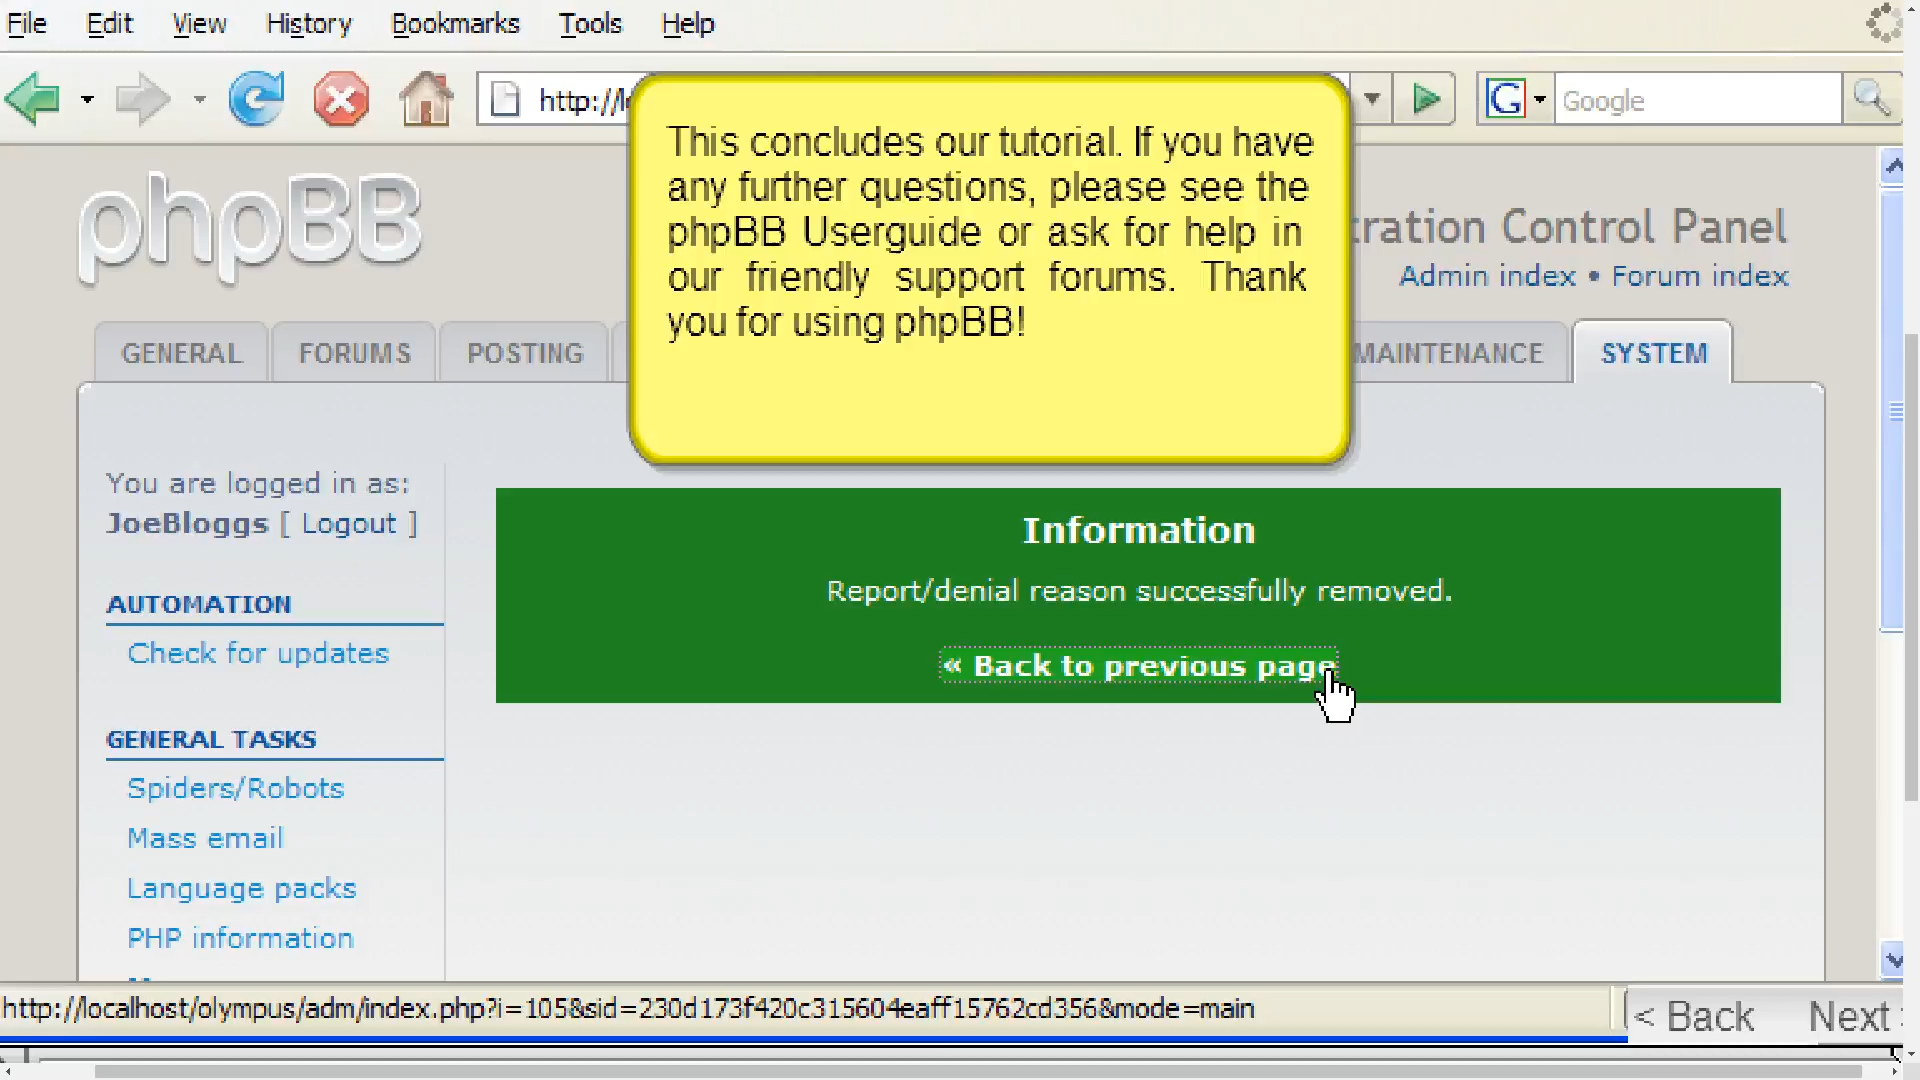 File Edit View History Bookmarks Tools Help
http://l
Google
This concludes our tutorial. If you have
any further questions, please see the
phpBB Userguide or ask for help in
our friendly support forums. Thank
you for using phpBB!
phpBB
tration Control Panel
Admin index • Forum index
GENERAL FORUMS POSTING MAINTENANCE SYSTEM
You are logged in as:
JoeBloggs [ Logout ]
AUTOMATION
Check for updates
GENERAL TASKS
Spiders/Robots
Mass email
Language packs
PHP information
Information
Report/denial reason successfully removed.
« Back to previous page
http://localhost/olympus/adm/index.php?i=105&sid=230d173f420c315604eaff15762cd356&mode=main
< Back Next